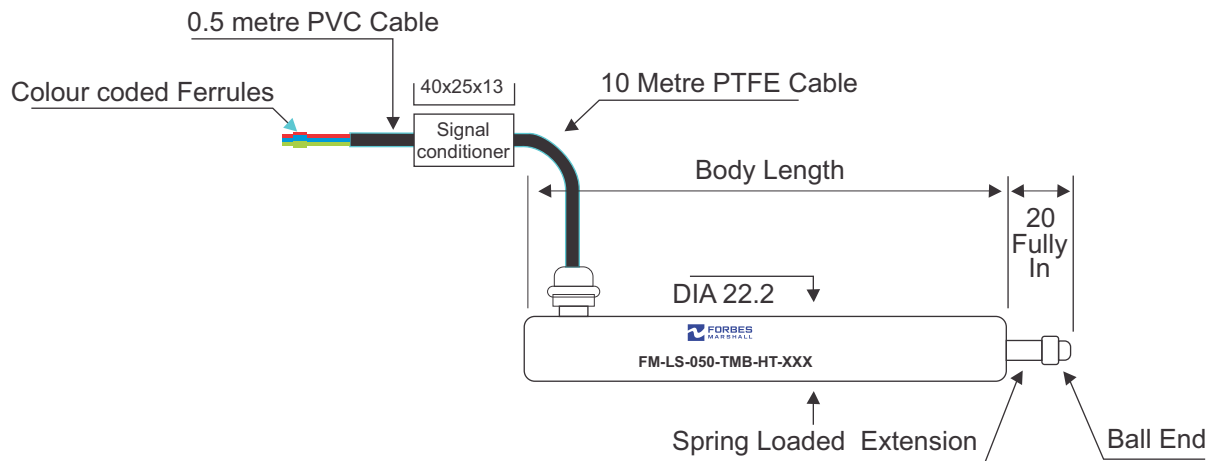 0.5 metre PVC Cable
Colour coded Ferrules
40x25x13
10 Metre PTFE Cable
Signal
conditioner
Body Length
20
Fully
In
DIA 22.2
FORBES
MARSHALL
FM-LS-050-TMB-HT-XXX
Spring Loaded Extension
Ball End